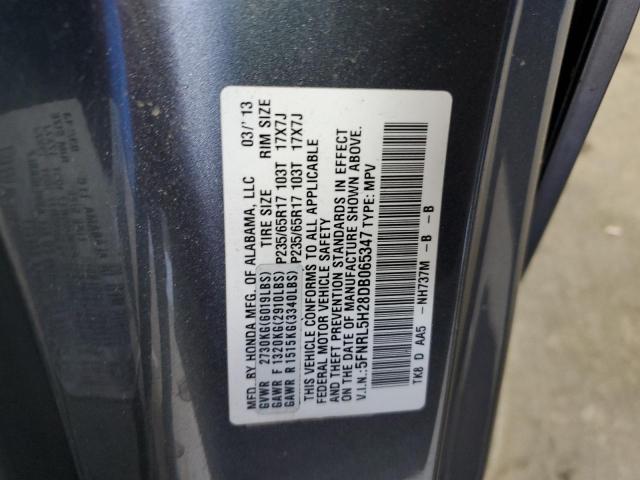 MFD. BY HONDA MFG. OF ALABAMA, LLC 03/'13
GVWR 2730KG(6019LBS) TIRE SIZE RIM SIZE
GAWR F 1320KG(2910LBS) P235/65R17 103T 17X7J
GAWR R 1515KG(3340LBS) P235/65R17 103T 17X7J
THIS VEHICLE CONFORMS TO ALL APPLICABLE
FEDERAL MOTOR VEHICLE SAFETY
AND THEFT PREVENTION STANDARDS IN EFFECT
ON THE DATE OF MANUFACTURE SHOWN ABOVE.
V.I.N.: 5FNRL5H28DB065347 TYPE: MPV
TK8 D AA5 - NH737M - B - B